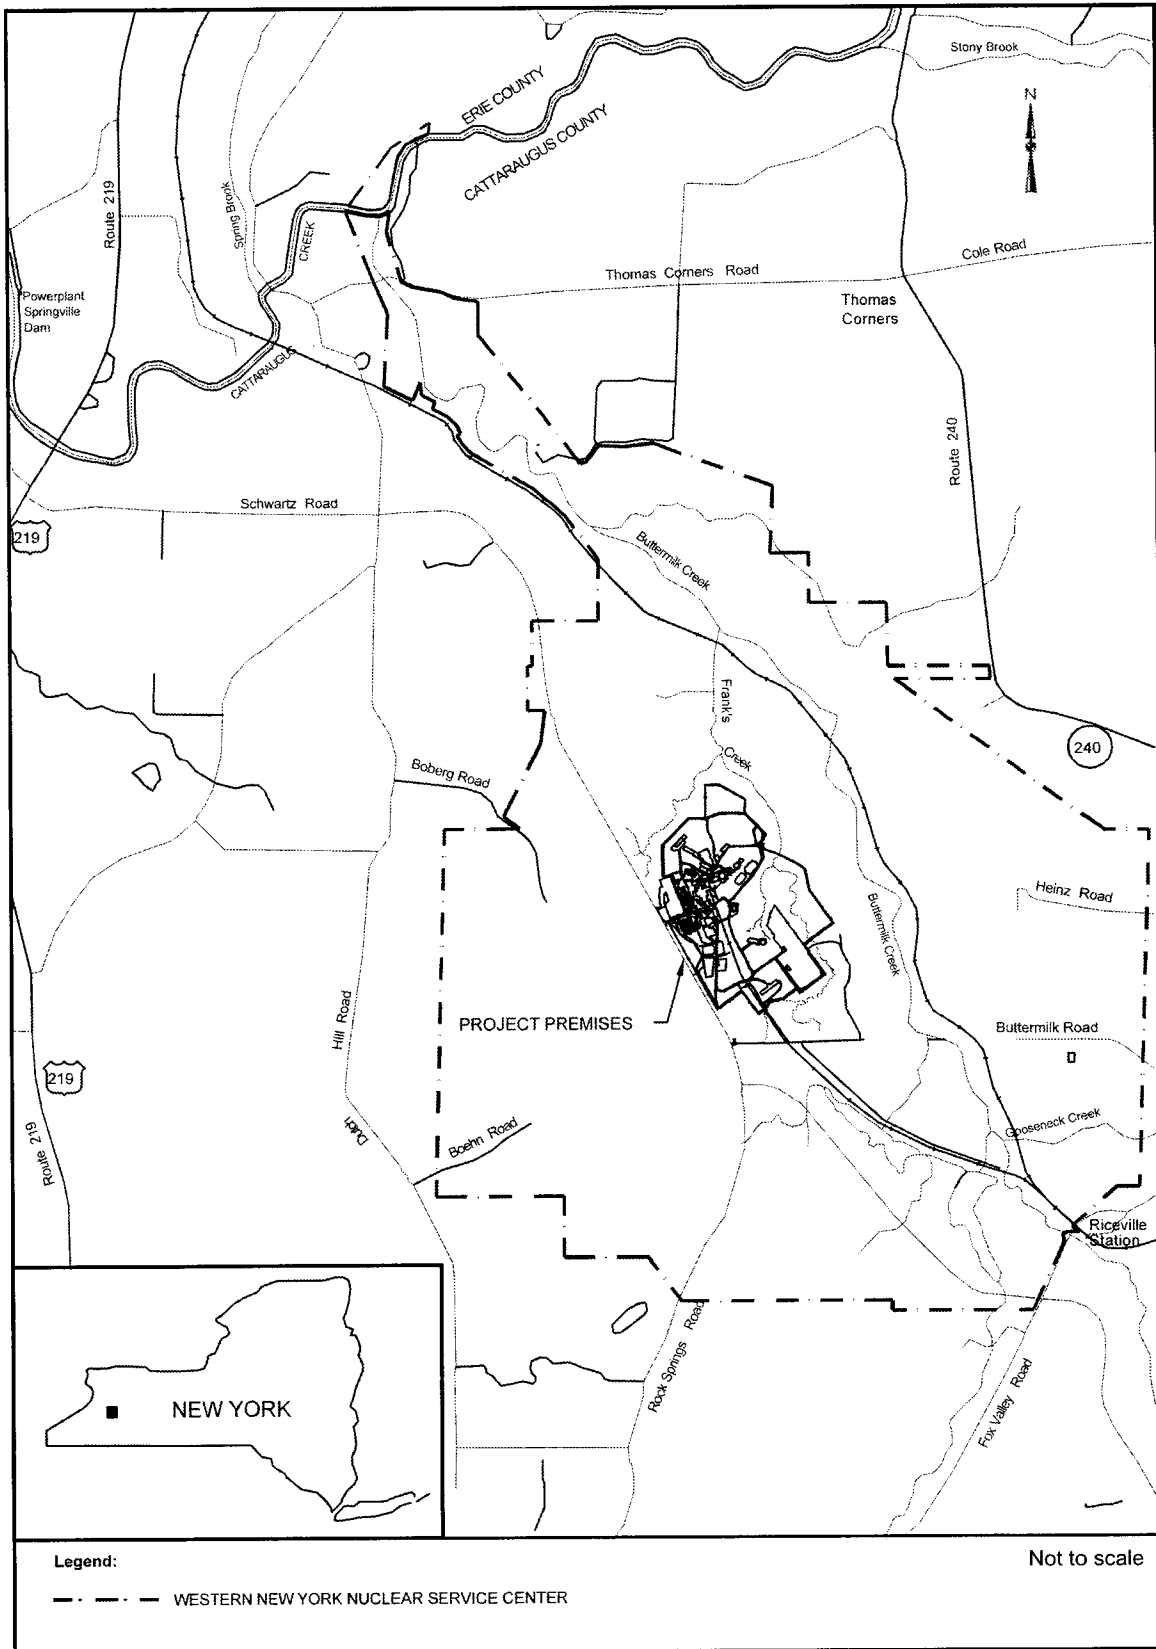 Stony Brook
ERIE COUNTY
N
CATTARAUGUS COUNTY
Route 219
Spring Brook
CREEK
Cole Road
Thomas Corners Road
Powerplant
Springville
Dam
Thomas
Corners
CATTARAUGUS
Route 240
Schwartz Road
219
Buttermilk Creek
Frank's
Creek
240
Boberg Road
Heinz Road
Buttermilk Creek
Hill Road
PROJECT PREMISES
Buttermilk Road
219
Gooseneck Creek
Dutch
Boehn Road
Route 219
Riceville
Station
Rock Springs Road
Fox Valley Road
NEW YORK
Legend:
Not to scale
WESTERN NEW YORK NUCLEAR SERVICE CENTER